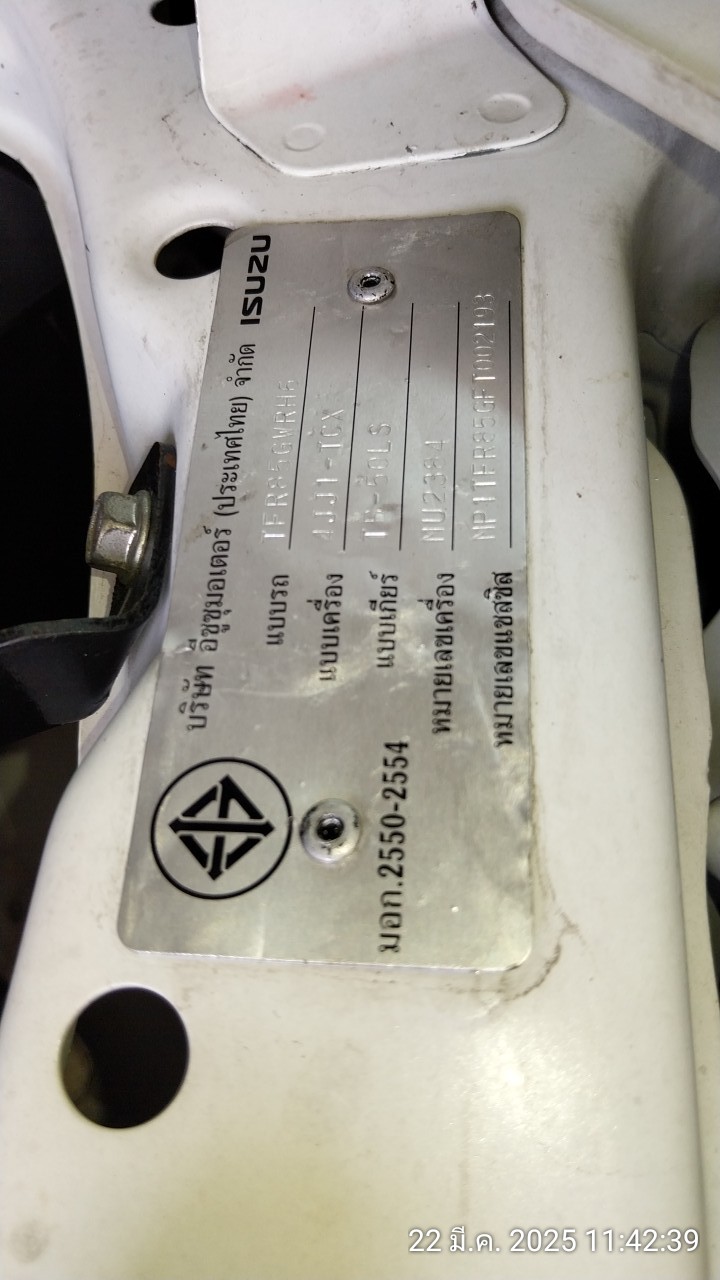 บริษัท อีซูซุมอเตอร์ (ประเทศไทย) จำกัด ISUZU
แบบรถ
แบบเครื่อง 4JJ1-TCX
แบบเกียร์ TB-50LS
หมายเลขเครื่อง MU2384
หมายเลขแชสซิส MP1TFR85GFT002193
มอก.2550-2554
22 มี.ค. 2025 11:42:39